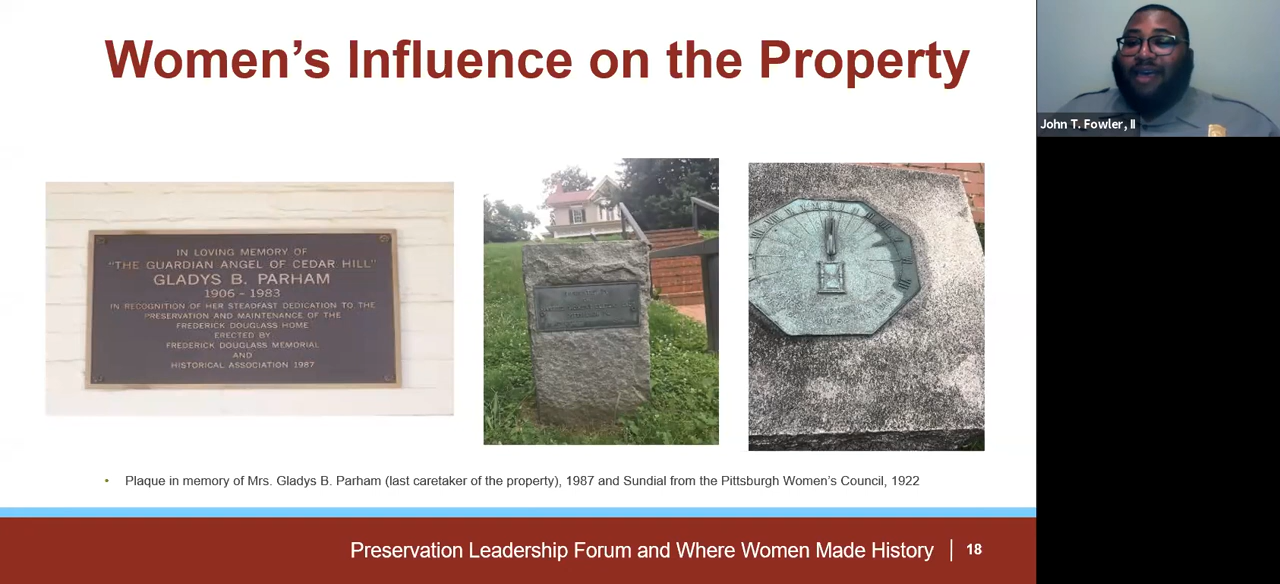 Women's Influence on the Property
John T. Fowler, II
IN LOVING MEMORY OF
"THE GUARDIAN ANGEL OF CEDAR HILL"
GLADYS B. PARHAM
1906 - 1983
IN RECOGNITION OF HER STEADFAST DEDICATION TO THE
PRESERVATION AND MAINTENANCE OF THE
FREDERICK DOUGLASS HOME
ERECTED BY
FREDERICK DOUGLASS MEMORIAL
AND
HISTORICAL ASSOCIATION 1987
• Plaque in memory of Mrs. Gladys B. Parham (last caretaker of the property), 1987 and Sundial from the Pittsburgh Women's Council, 1922
Preservation Leadership Forum and Where Women Made History | 18